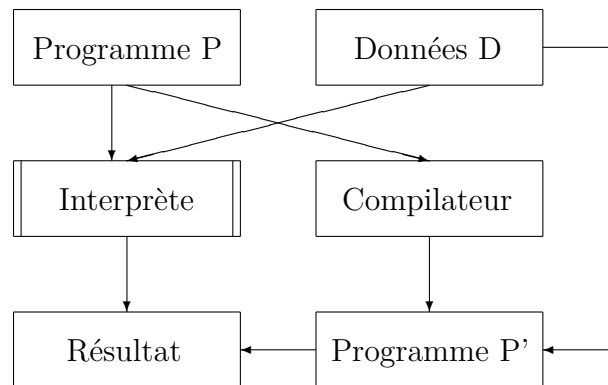 Programme P
Données D
Interprète
Compilateur
Résultat
Programme P'